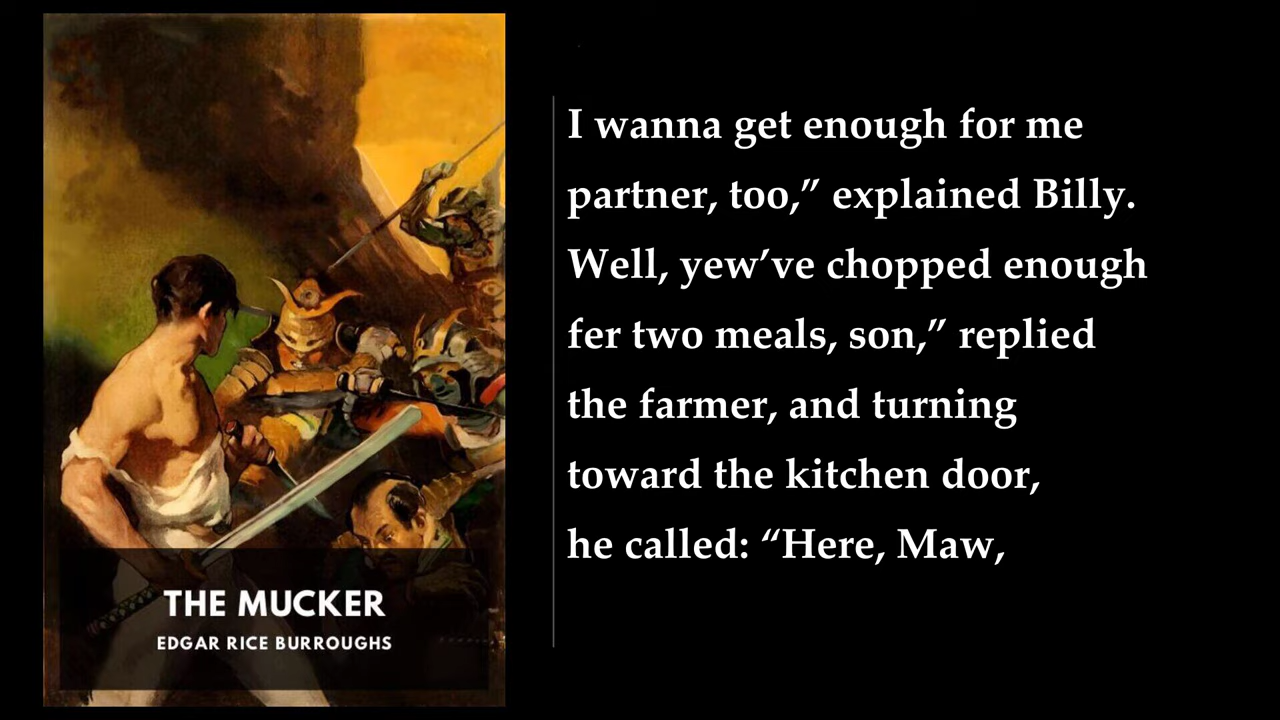 THE MUCKER
EDGAR RICE BURROUGHS
I wanna get enough for me
partner, too,” explained Billy.
Well, yew’ve chopped enough
fer two meals, son,” replied
the farmer, and turning
toward the kitchen door,
he called: “Here, Maw,